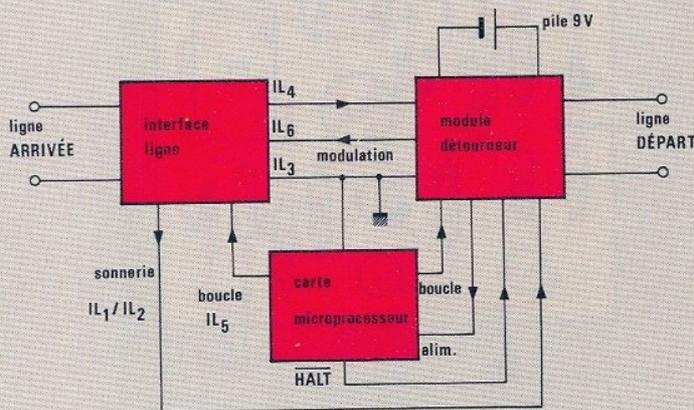 pile 9 V
IL4
interface
ligne
ligne
ARRIVÉE
IL6
modulation
IL3
module
détourneur
ligne
DÉPART
sonnerie
IL1 / IL2
boucle
IL5
carte
microprocesseur
boucle
alim.
HALT